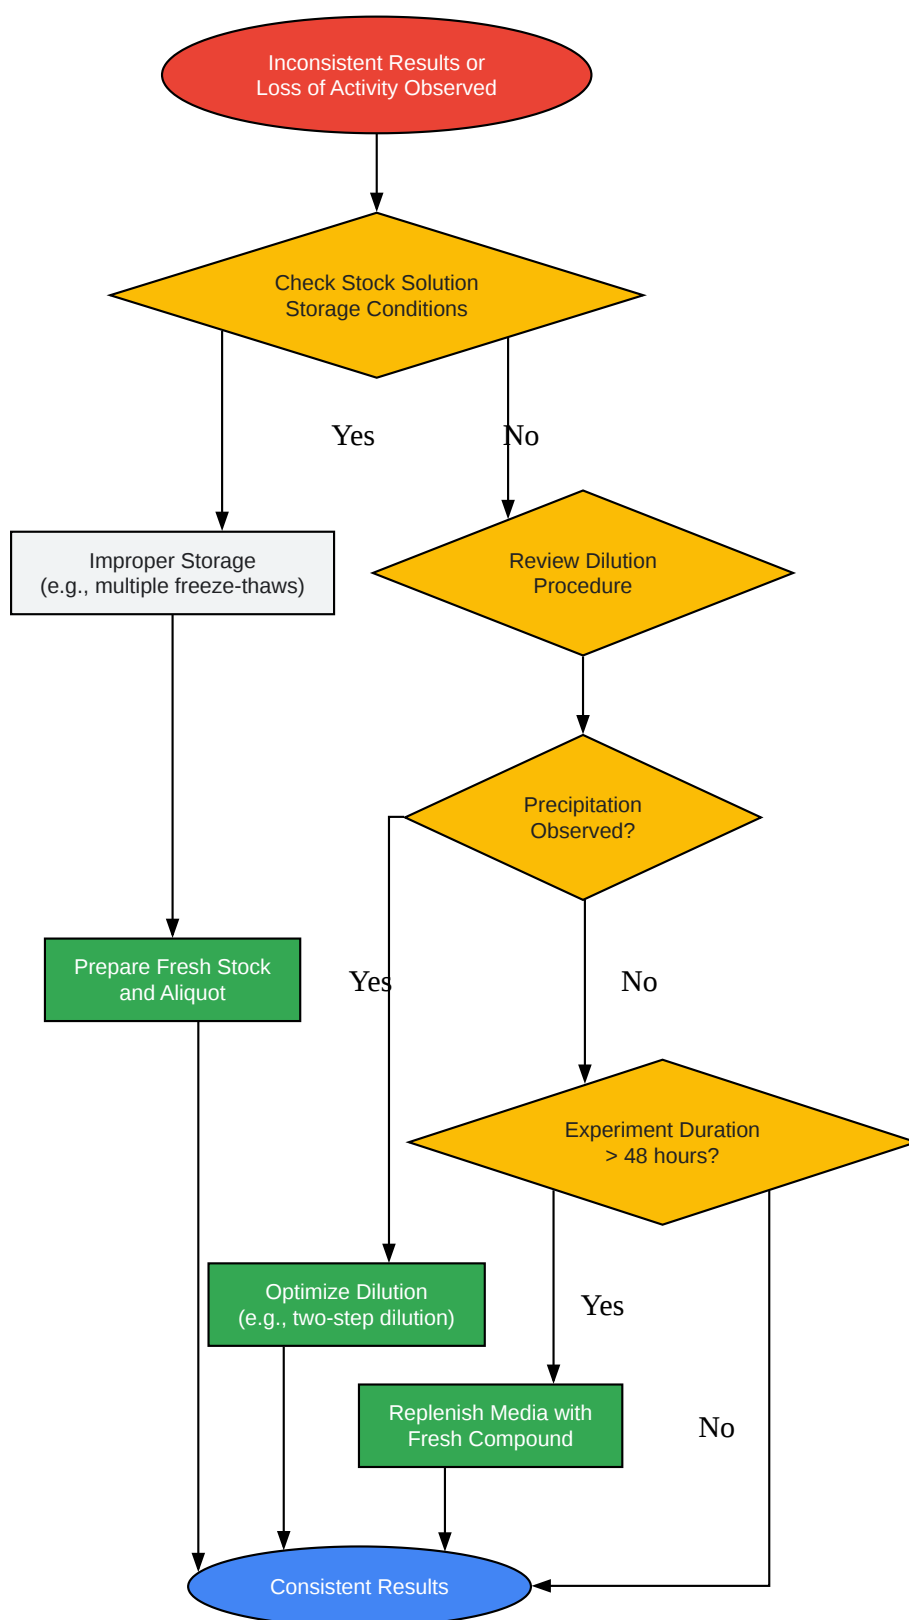 Inconsistent Results or
Loss of Activity Observed
Check Stock Solution
Storage Conditions
Yes
No
Improper Storage
(e.g., multiple freeze-thaws)
Review Dilution
Procedure
Precipitation
Observed?
Prepare Fresh Stock
and Aliquot
Yes
No
Experiment Duration
> 48 hours?
Optimize Dilution
(e.g., two-step dilution)
Yes
Replenish Media with
Fresh Compound
No
Consistent Results